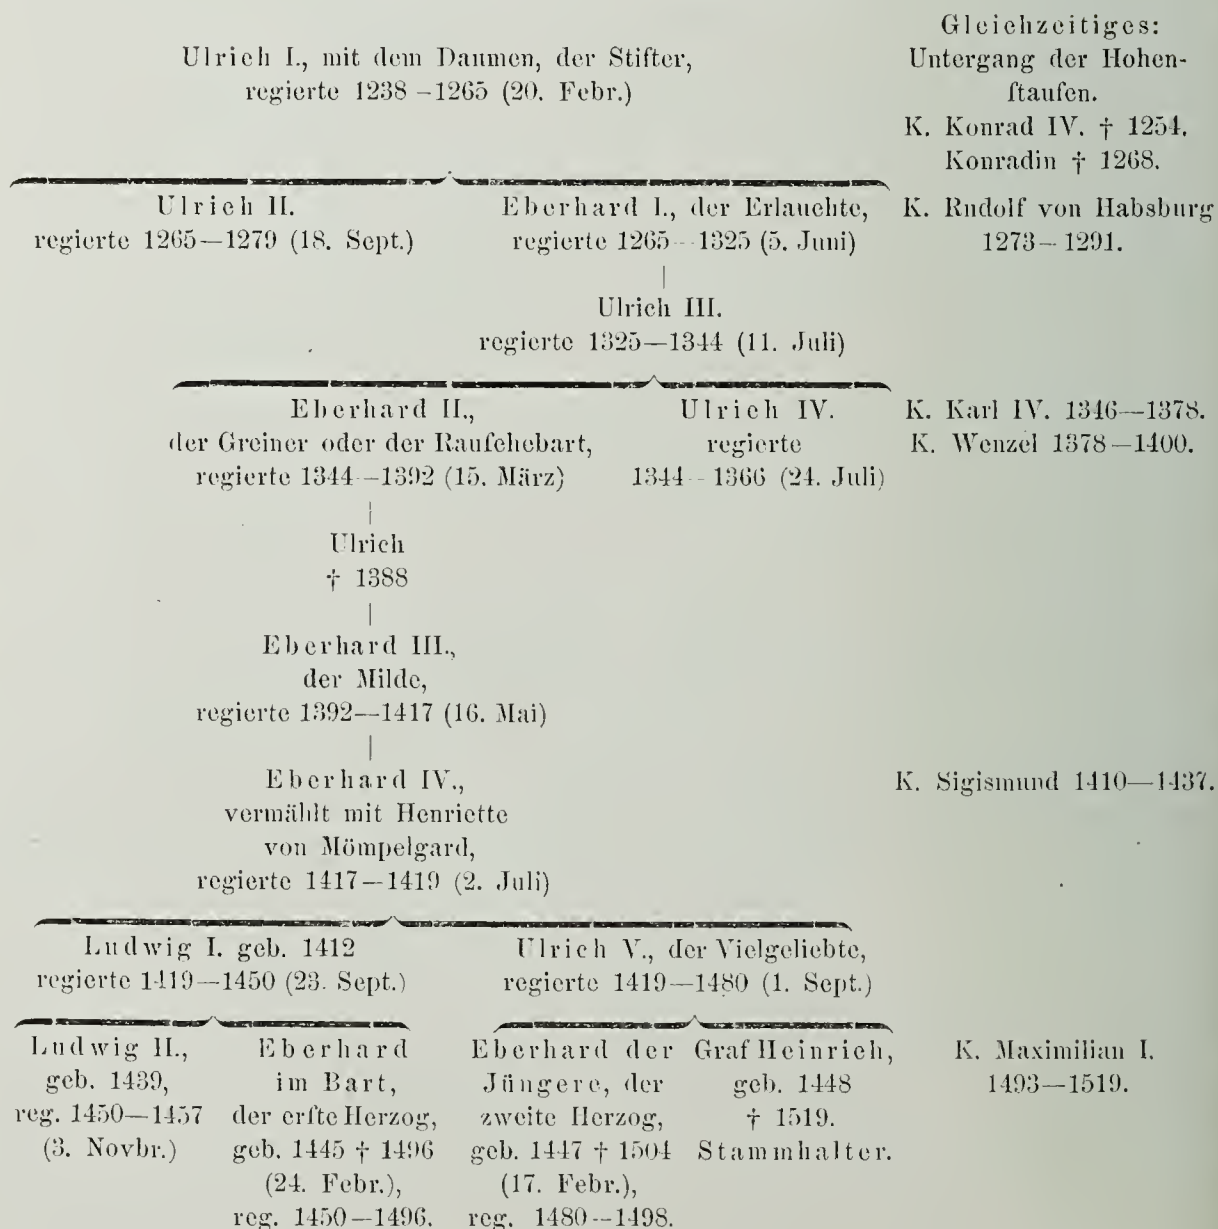 Gleichzeitiges:
Ulrich I., mit dem Daumen, der Stifter,
Untergang der Hohen-
regierte 1238–1265 (20. Febr.)
ftaufen.
K. Konrad IV. † 1254.
Konradin † 1268.
Ulrich II.
Eberhard I., der Erlauchte,
K. Rudolf von Habsburg
regierte 1265–1279 (18. Sept.)
regierte 1265–1325 (5. Juni)
1273–1291.
Ulrich III.
regierte 1325–1344 (11. Juli)
Eberhard II.,
Ulrich IV.
K. Karl IV. 1346–1378.
der Greiner oder der Raufchebart,
regierte
K. Wenzel 1378–1400.
regierte 1344–1392 (15. März)
1344–1366 (24. Juli)
Ulrich
† 1388
Eberhard III.,
der Milde,
regierte 1392–1417 (16. Mai)
Eberhard IV.,
K. Sigismund 1410–1437.
vermählt mit Henriette
von Mömpelgard,
regierte 1417–1419 (2. Juli)
Ludwig I. geb. 1412
Ulrich V., der Vielgeliebte,
regierte 1419–1450 (23. Sept.)
regierte 1419–1480 (1. Sept.)
Ludwig II.,
geb. 1439,
reg. 1450–1457
(3. Novbr.)
Eberhard
im Bart,
der erfte Herzog,
geb. 1445 † 1496
(24. Febr.),
reg. 1450–1496.
Eberhard der
Jüngere, der
zweite Herzog,
geb. 1447 † 1504
(17. Febr.),
reg. 1480–1498.
Graf Heinrich,
geb. 1448
† 1519.
Stammhalter.
K. Maximilian I.
1493–1519.